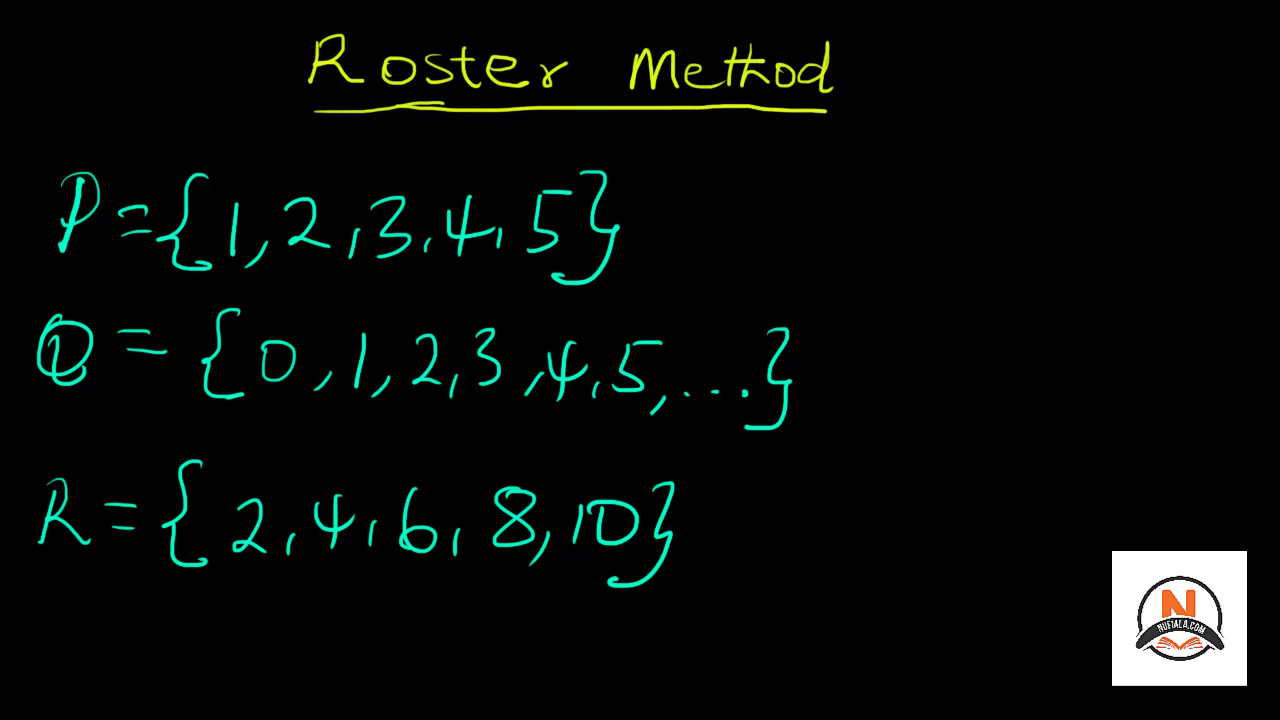 Roster Method
P={1,2,3,4,5}
Q={0,1,2,3,4,5,...}
R={2,4,6,8,10}
N
NUFIALA.COM